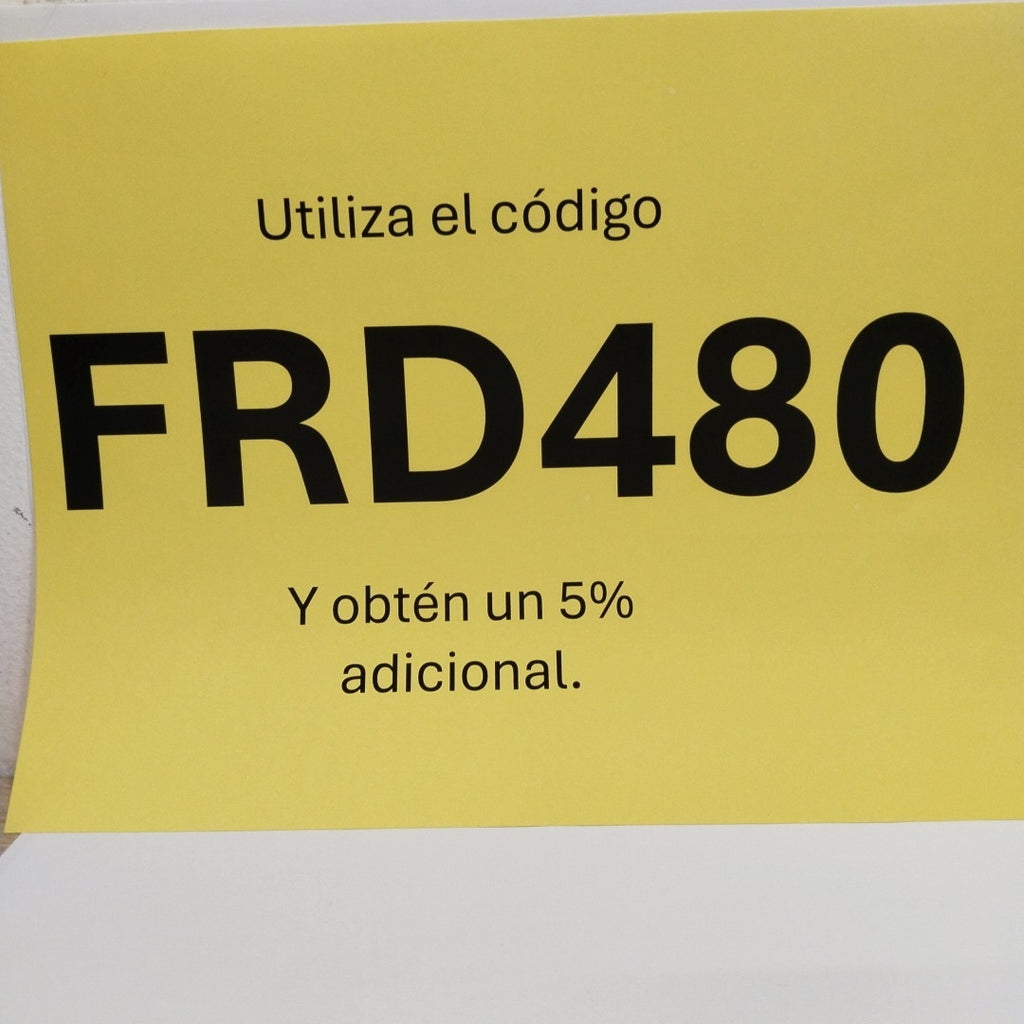 Utiliza el código
FRD480
Y obtén un 5%
adicional.